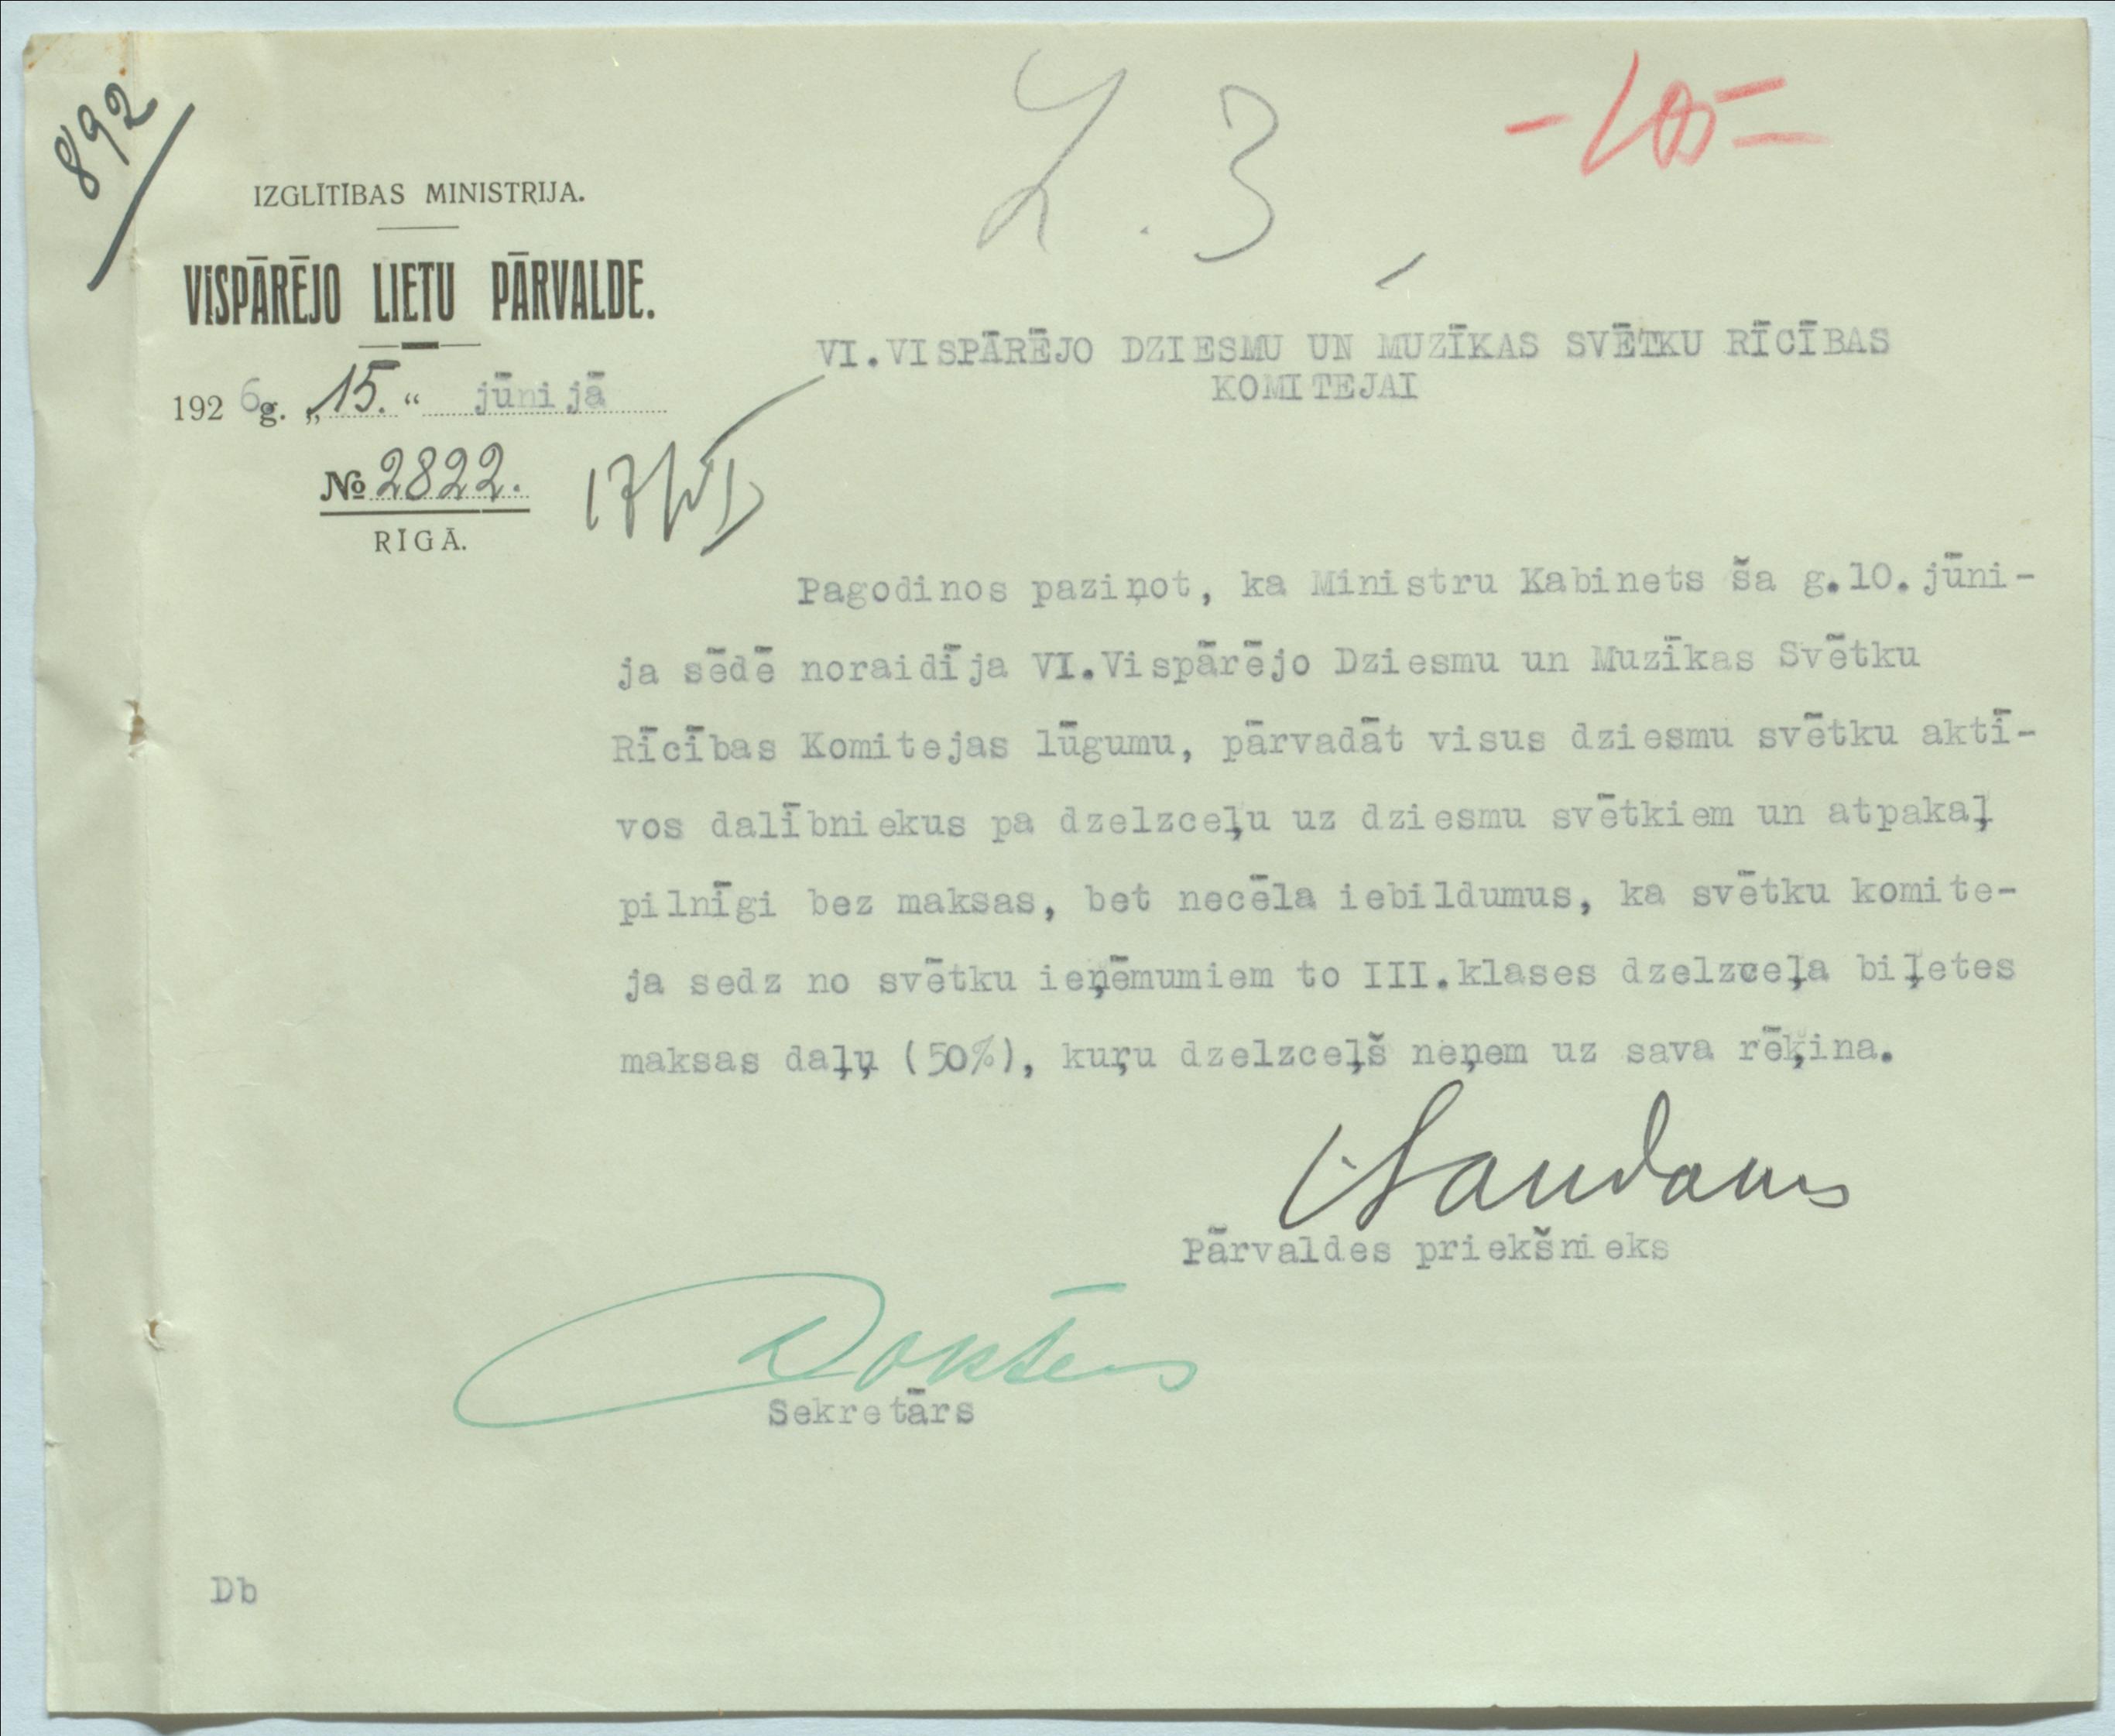 892
L. 3
IZGLĪTĪBAS MINISTRIJA.
VISPĀRĒJO LIETU PĀRVALDE.
1926g. „15.“ jūnijā
№ 2822.
RĪGĀ.
17/VI
VI.VISPĀRĒJO DZIESMU UN MUZĪKAS SVĒTKU RĪCĪBAS
KOMITEJAI
Pagodinos paziņot, ka Ministru Kabinets ša g.10.jūni-
ja sēdē noraidīja VI.Vispārējo Dziesmu un Muzīkas Svētku
Rīcības Komitejas lūgumu, pārvadāt visus dziesmu svētku aktī-
vos dalībniekus pa dzelzceļu uz dziesmu svētkiem un atpakaļ
pilnīgi bez maksas, bet necēla iebildumus, ka svētku komite-
ja sedz no svētku ieņēmumiem to III.klases dzelzceļa biļetes
maksas daļu (50%), kuŗu dzelzceļš neņem uz sava rēķina.
Pārvaldes priekšnieks
Sekretārs
Db